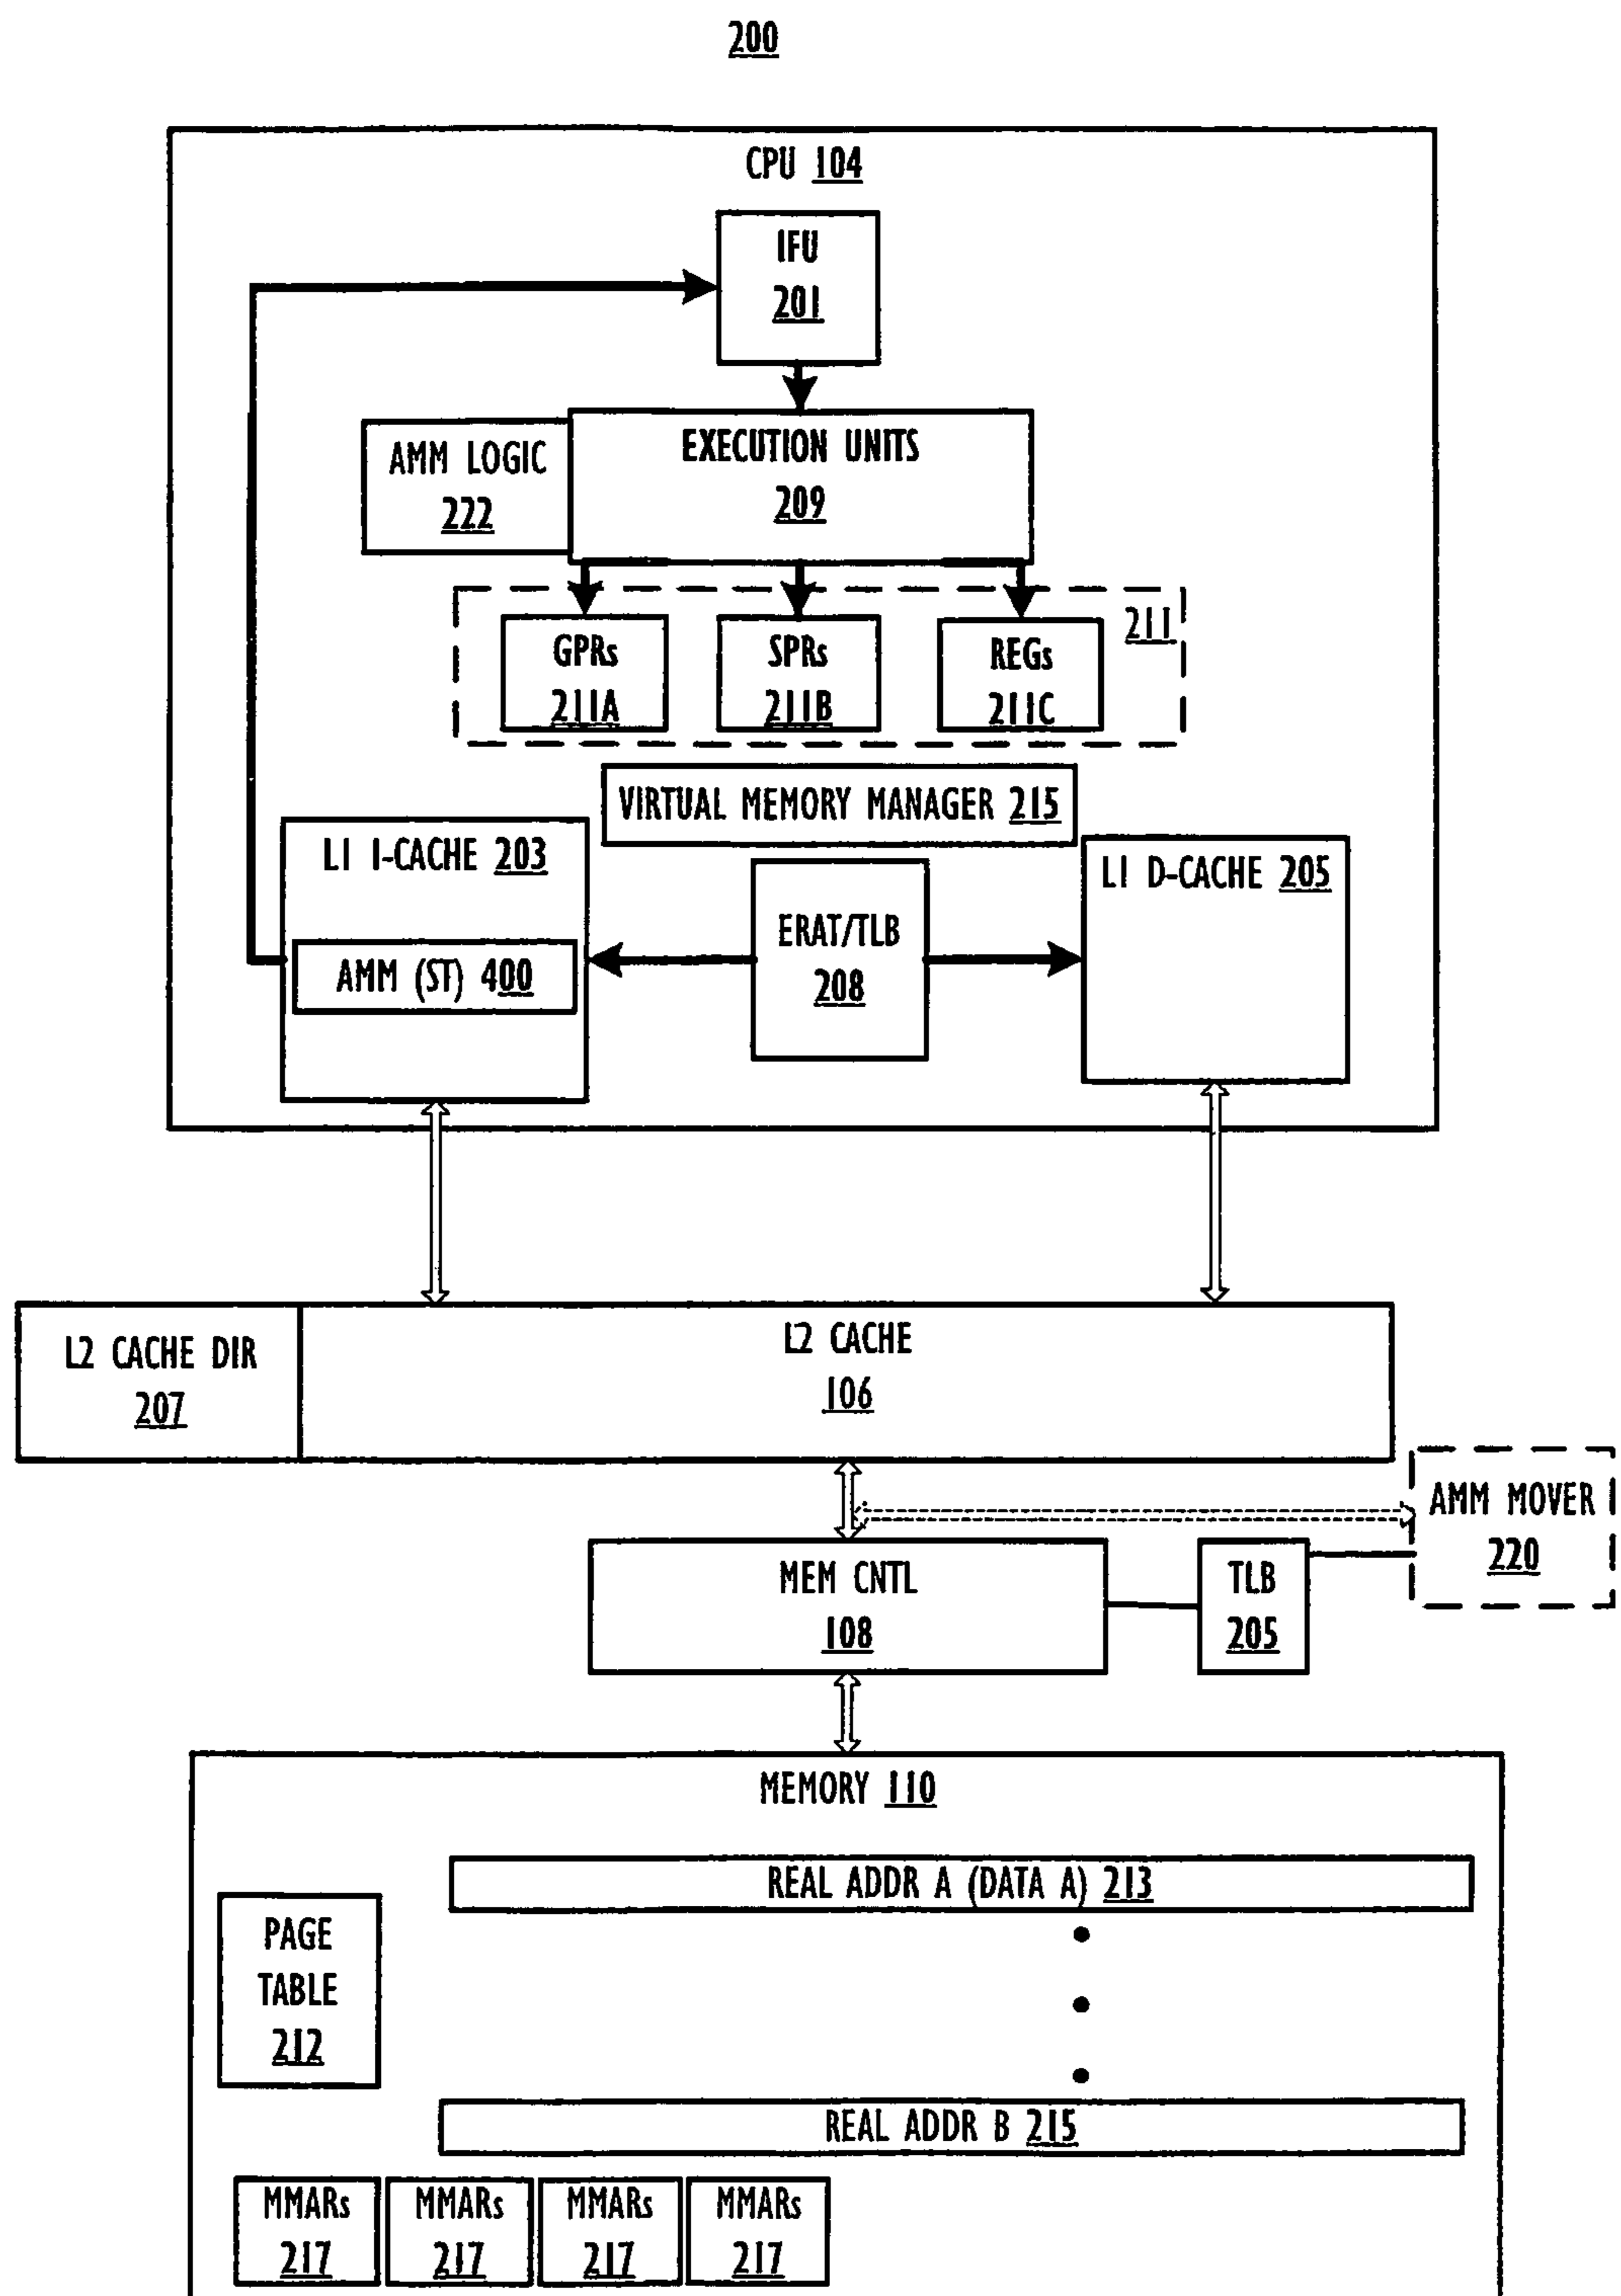 200
CPU 104
IFU
201
AMM LOGIC
222
EXECUTION UNITS
209
211
GPRs
211A
SPRs
211B
REGs
211C
VIRTUAL MEMORY MANAGER 215
L1 I-CACHE 203
AMM (ST) 400
ERAT/TLB
208
L1 D-CACHE 205
L2 CACHE DIR
207
L2 CACHE
106
AMM MOVER
220
MEM CNTL
108
TLB
205
MEMORY 110
REAL ADDR A (DATA A) 213
PAGE
TABLE
212
REAL ADDR B 215
MMARs
217
MMARs
217
MMARs
217
MMARs
217